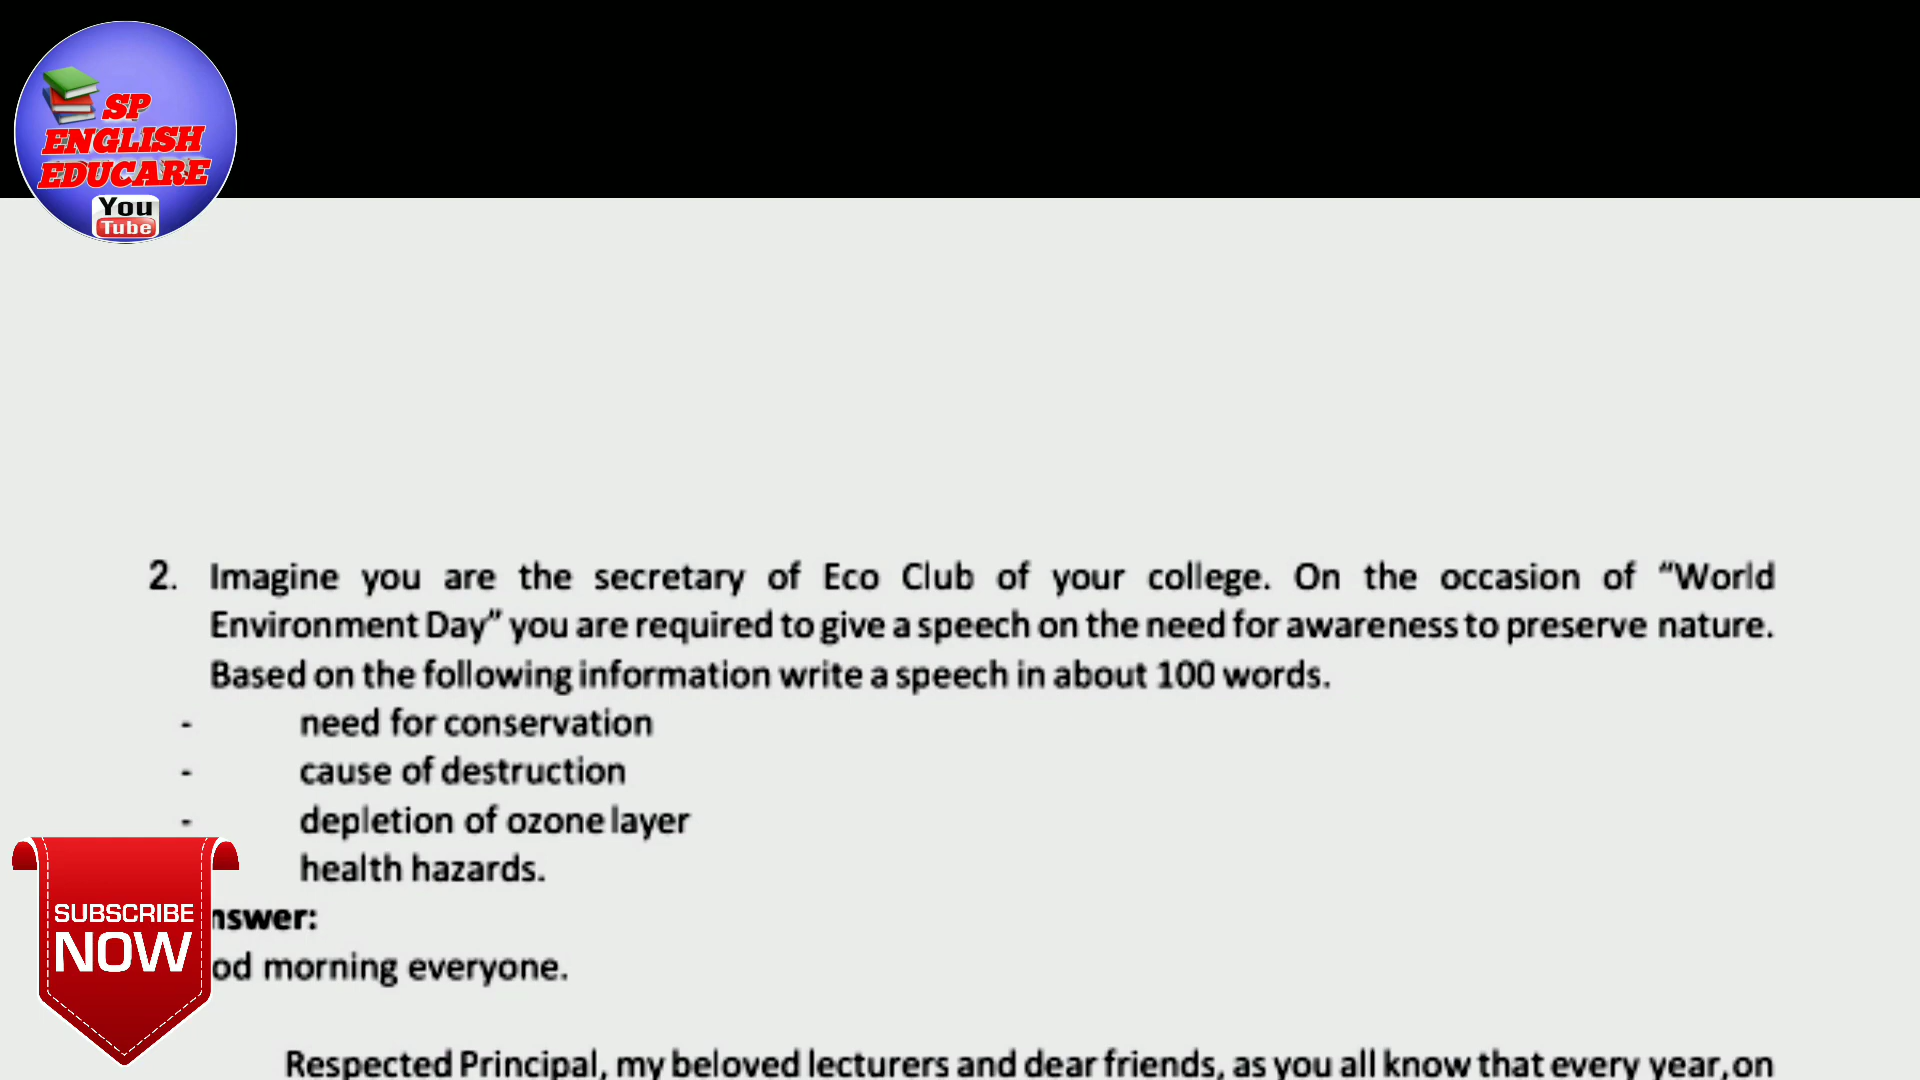 SP
ENGLISH
EDUCARE
You
Tube
2. Imagine you are the secretary of Eco Club of your college. On the occasion of “World
Environment Day” you are required to give a speech on the need for awareness to preserve nature.
Based on the following information write a speech in about 100 words.
- need for conservation
- cause of destruction
- depletion of ozone layer
health hazards.
nswer:
od morning everyone.
SUBSCRIBE
NOW
Respected Principal, my beloved lecturers and dear friends, as you all know that every year, on